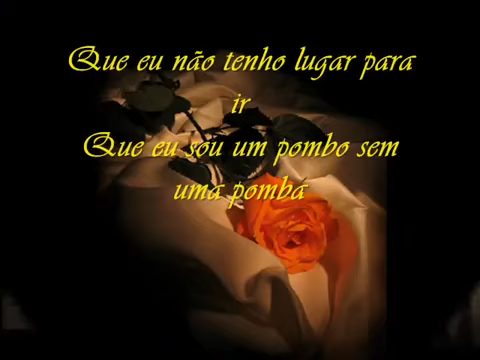 Que eu não tenho lugar para
ir
Que eu sou um pombo sem
uma pomba